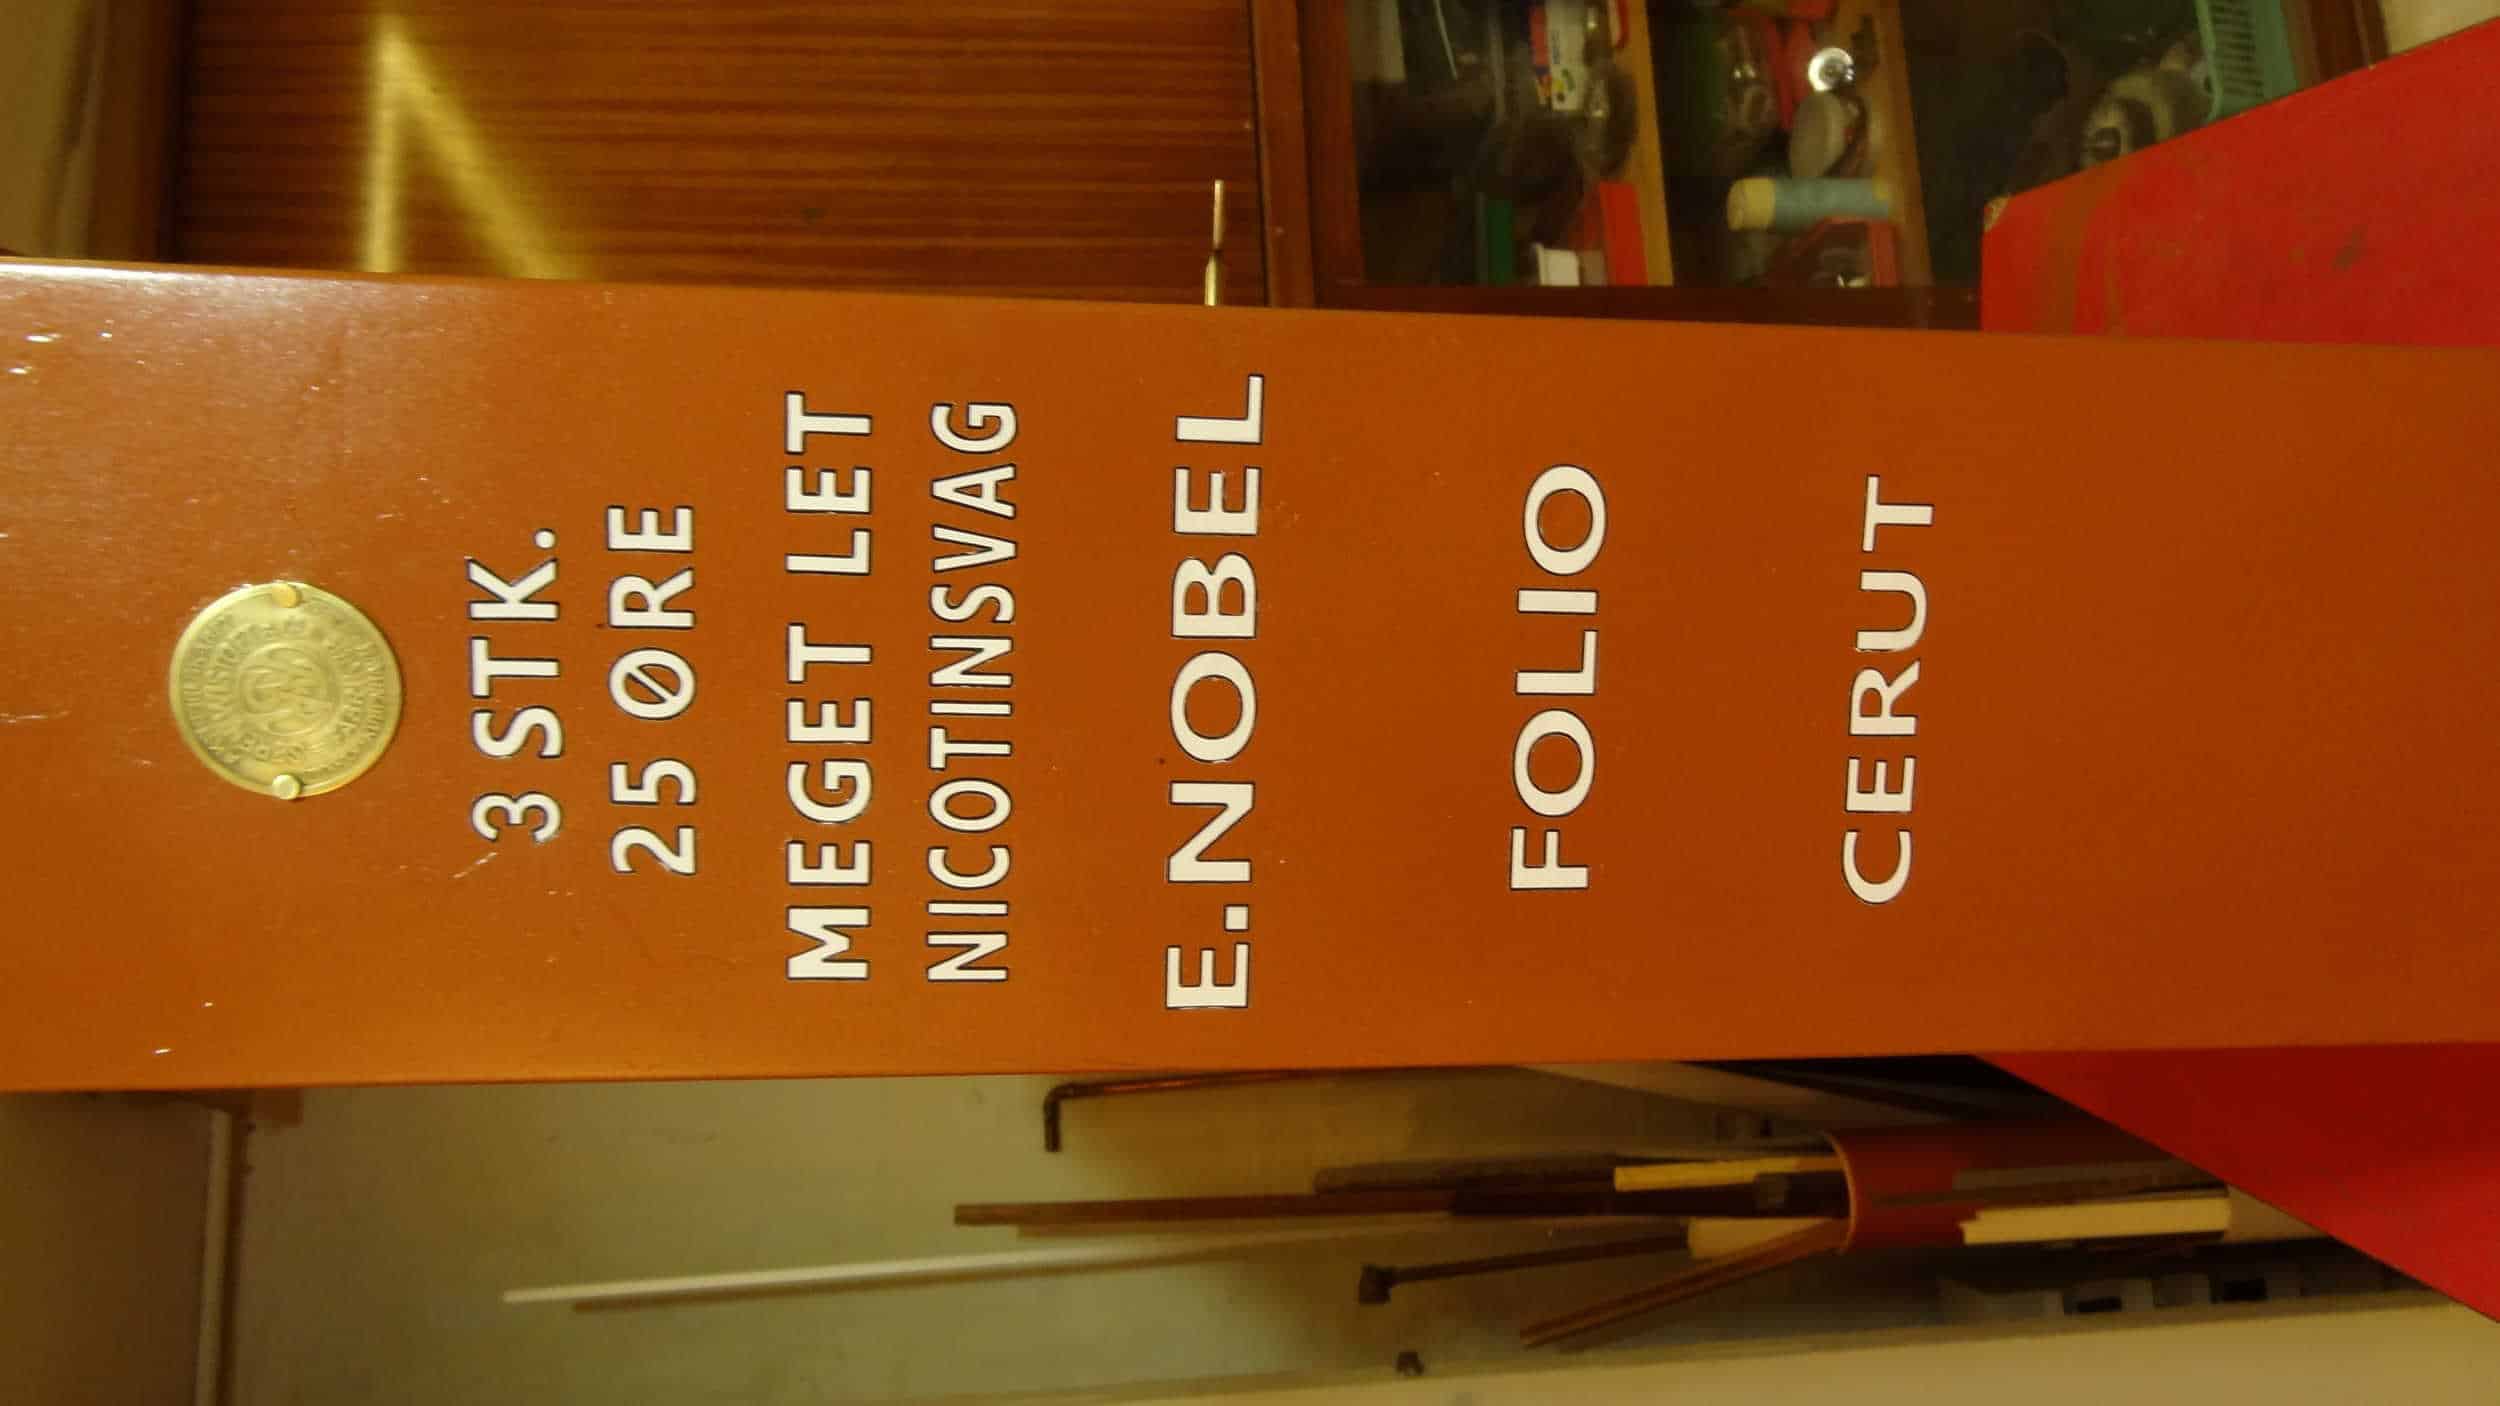 3 STK.
25 ØRE
MEGET LET
NICOTINSVAG
E.NOBEL
FOLIO
CERUT